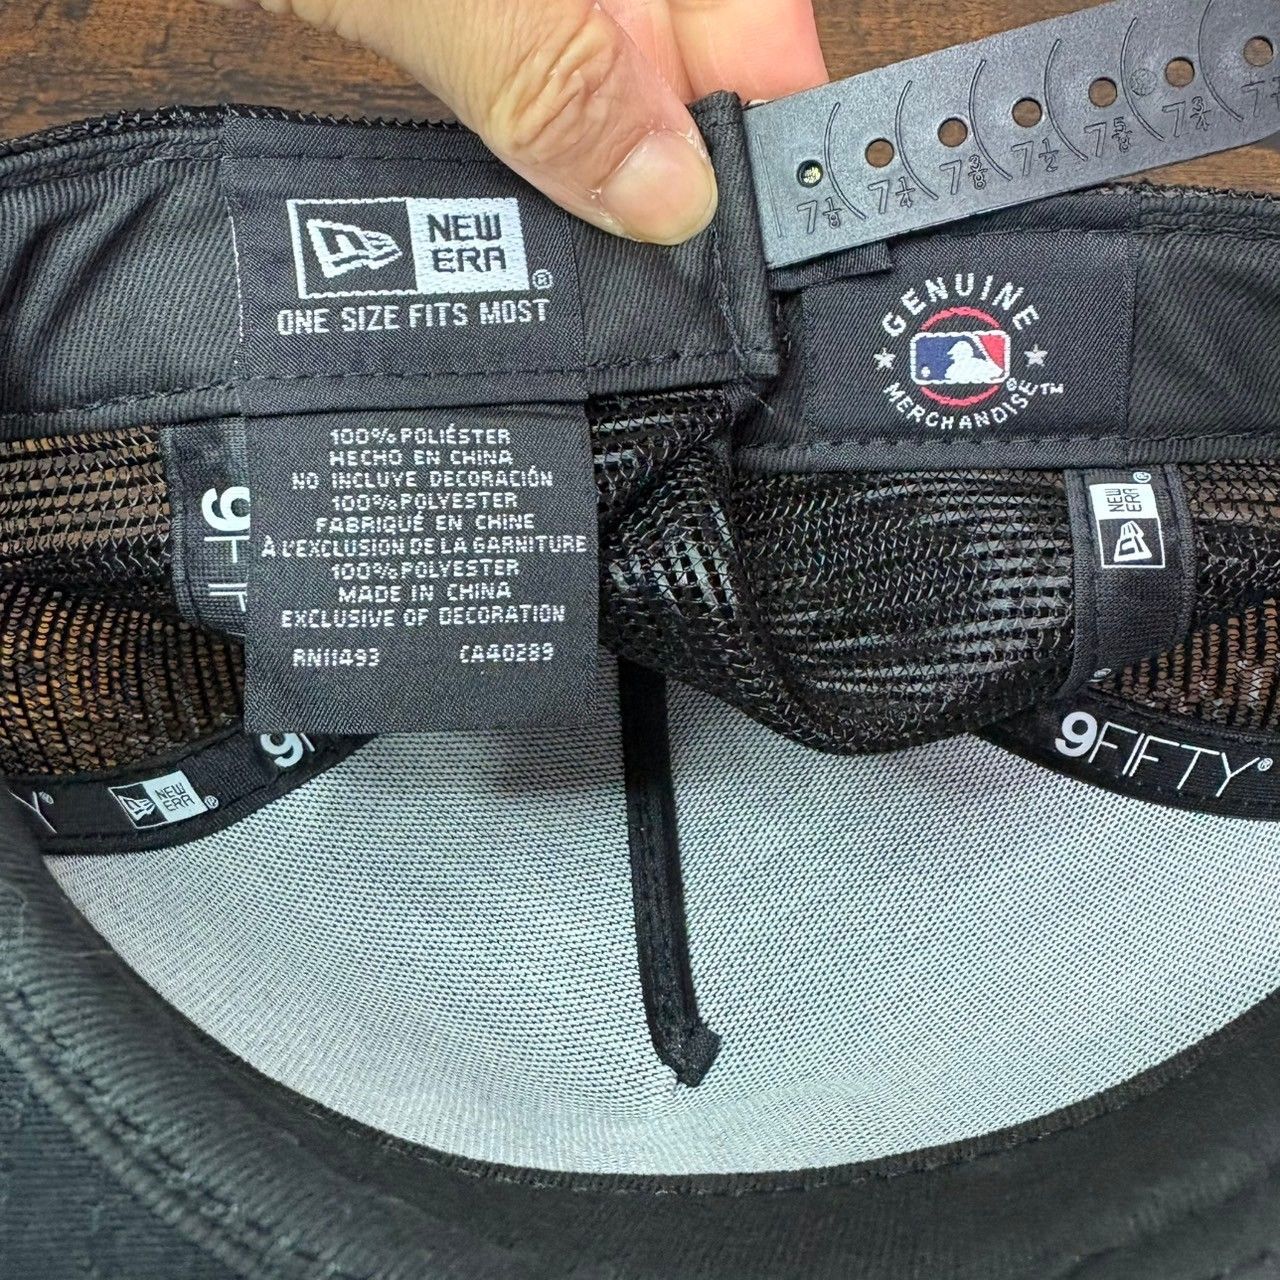 NEW
ERA
®
ONE SIZE FITS MOST
7 1/8
7 1/4
7 3/8
7 1/2
7 5/8
7 3/4
GENUINE
MERCHANDISE™
®
100% POLIÉSTER
HECHO EN CHINA
NO INCLUYE DECORACIÓN
100% POLYESTER
FABRIQUÉ EN CHINE
À L'EXCLUSION DE LA GARNITURE
100% POLYESTER
MADE IN CHINA
EXCLUSIVE OF DECORATION
RN11493 CA40289
NEW
ERA
®
9FIFTY®
NEW
ERA
®